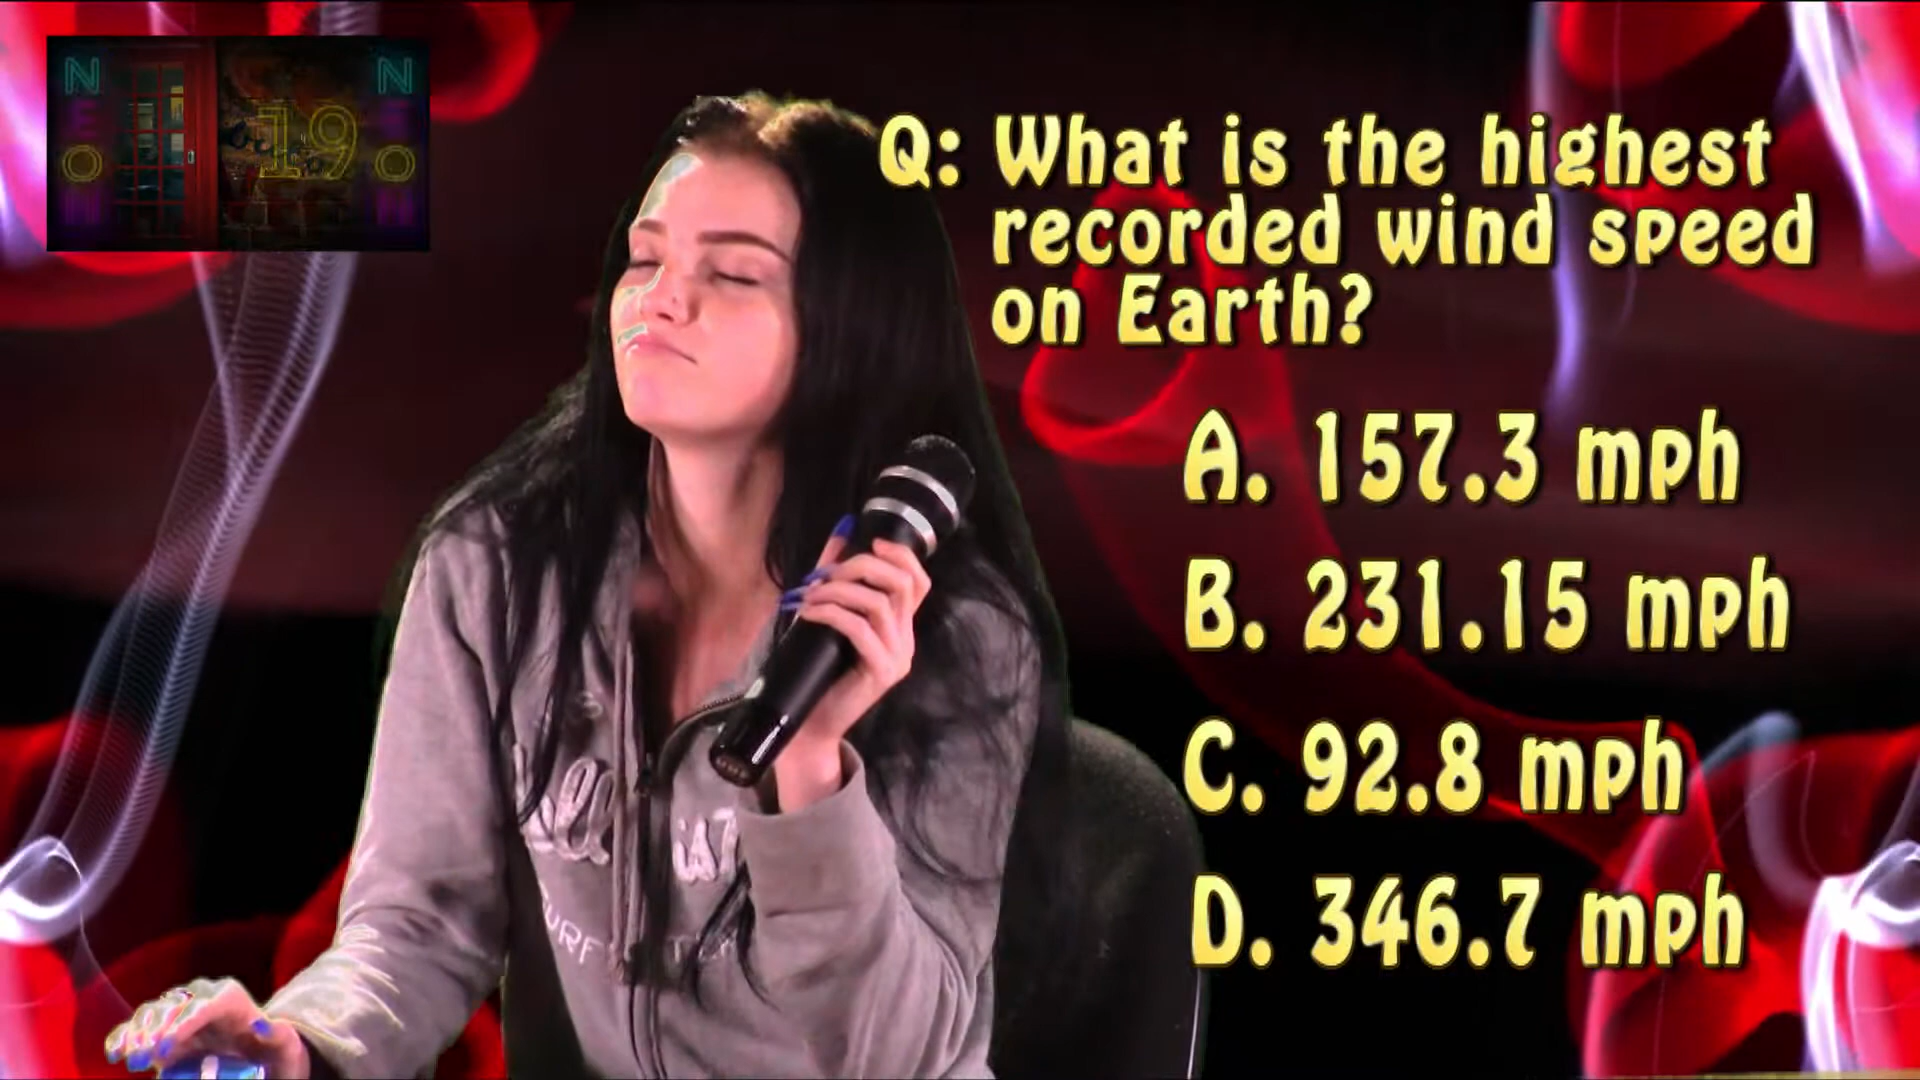 NEON
19
NEON
Q: What is the highest
recorded wind speed
on Earth?
A. 157.3 mph
B. 231.15 mph
C. 92.8 mph
D. 346.7 mph